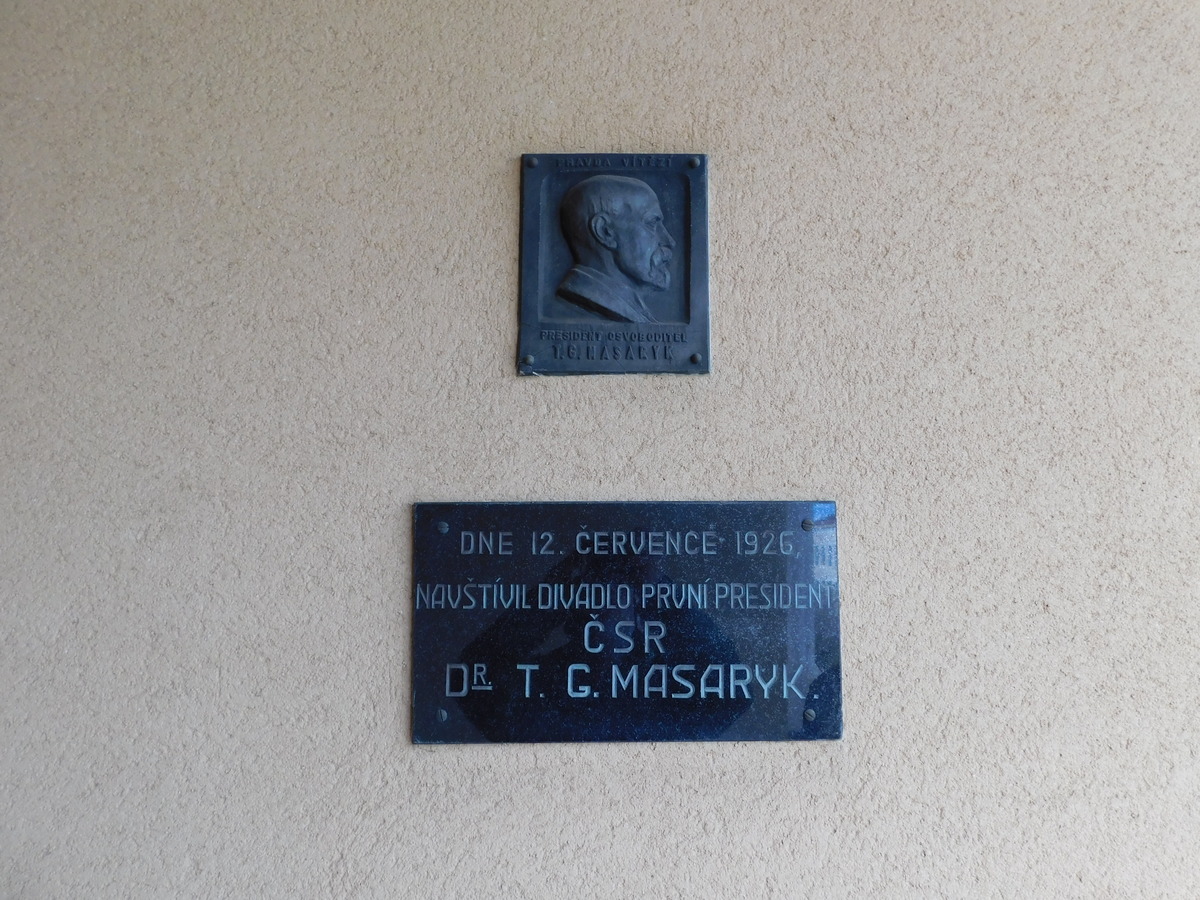 PRAVDA VÍTĚZÍ
PRESIDENT OSVOBODITEL
T. G. MASARYK
DNE 12. ČERVENCE 1926,
NAVŠTÍVIL DIVADLO PRVNÍ PRESIDENT
ČSR
DR. T. G. MASARYK.